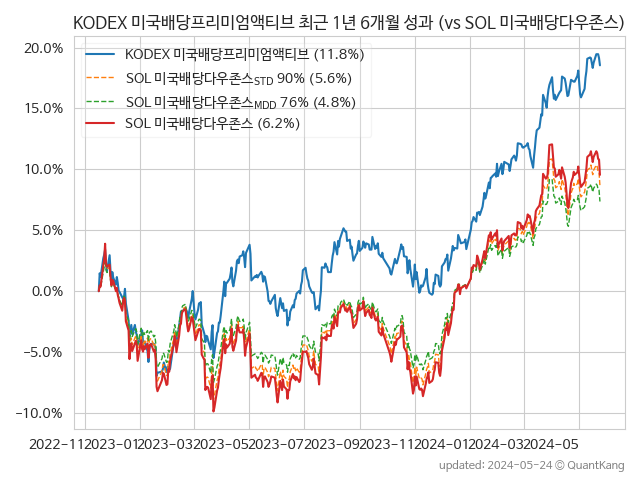 KODEX 미국배당프리미엄액티브 최근 1년 6개월 성과 (vs SOL 미국배당다우존스)
20.0%
15.0%
10.0%
5.0%
0.0%
−5.0%
−10.0%
KODEX 미국배당프리미엄액티브 (11.8%)
SOL 미국배당다우존스STD 90% (5.6%)
SOL 미국배당다우존스MDD 76% (4.8%)
SOL 미국배당다우존스 (6.2%)
2022-11 2023-01 2023-03 2023-05 2023-07 2023-09 2023-11 2024-01 2024-03 2024-05
updated: 2024-05-24 © QuantKang